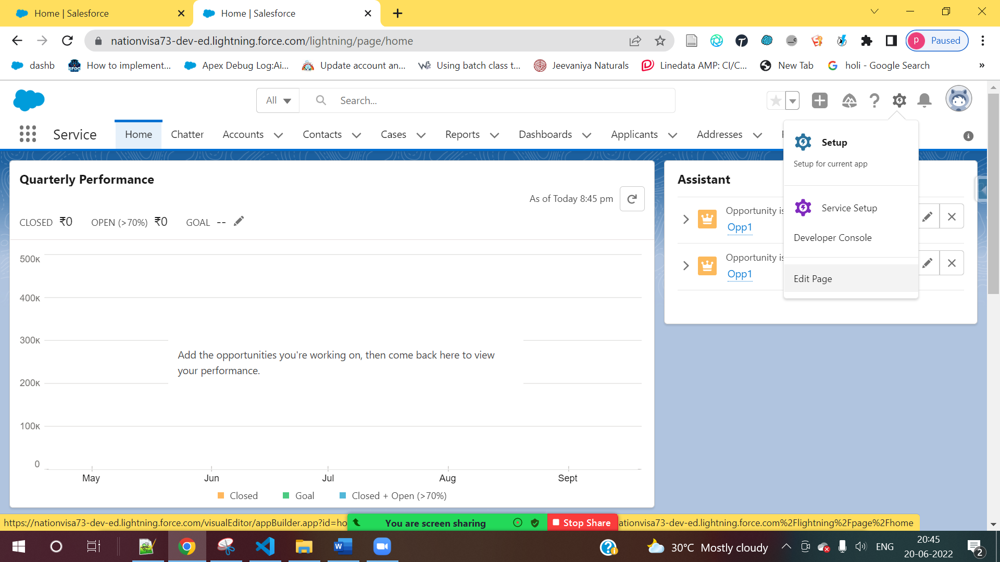 Home | Salesforce
Home | Salesforce
nationvisa73-dev-ed.lightning.force.com/lightning/page/home
P Paused
dashb
How to implement...
Apex Debug Log:Ai...
Update account an...
Using batch class t...
Jeevaniya Naturals
Linedata AMP: CI/C...
New Tab
holi - Google Search
»
All
Search...
Service
Home
Chatter
Accounts
Contacts
Cases
Reports
Dashboards
Applicants
Addresses
Setup
Setup for current app
Service Setup
Developer Console
Edit Page
Quarterly Performance
As of Today 8:45 pm
CLOSED ₹0 OPEN (>70%) ₹0 GOAL --
500K
400K
300K
200K
100K
0
Add the opportunities you're working on, then come back here to view
your performance.
May Jun Jul Aug Sept
Closed Goal Closed + Open (>70%)
Assistant
Opportunity is
Opp1
Opportunity is
Opp1
https://nationvisa73-dev-ed.lightning.force.com/visualEditor/appBuilder.app?id=ho
You are screen sharing
Stop Share
ationvisa73-dev-ed.lightning.force.com%2Flightning%2Fpage%2Fhome
30°C Mostly cloudy
ENG
20:45
20-06-2022
2